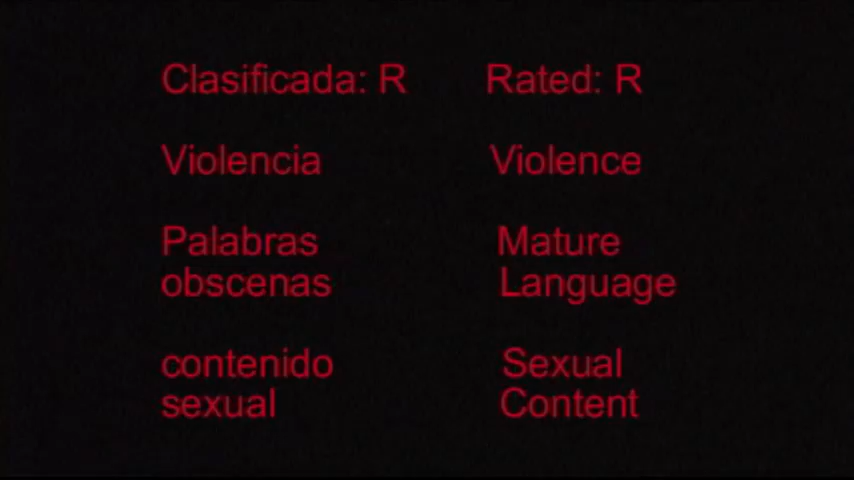 Clasificada: R
Rated: R
Violencia
Violence
Palabras
obscenas
Mature
Language
contenido
sexual
Sexual
Content